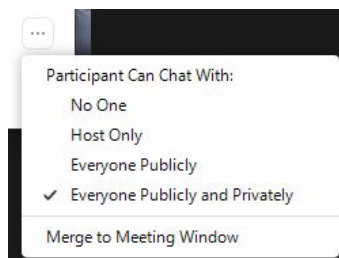 Participant Can Chat With:
No One
Host Only
Everyone Publicly
Everyone Publicly and Privately
Merge to Meeting Window